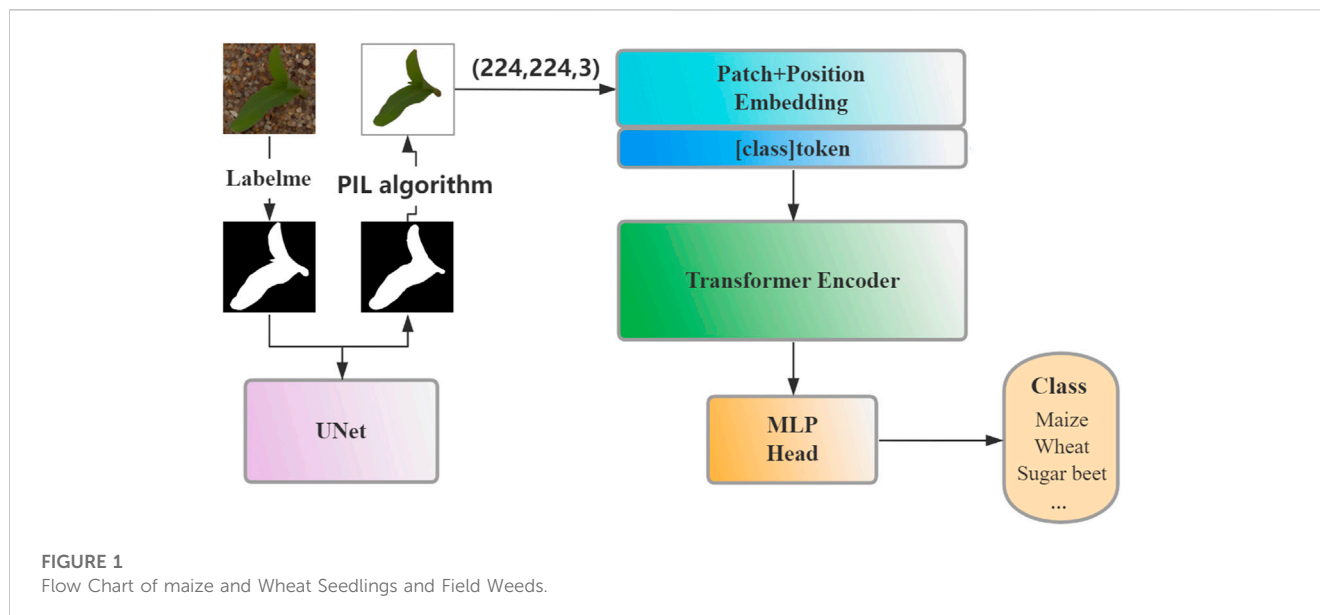 Labelme
PIL algorithm
(224,224,3)
Patch+Position
Embedding
[class]token
Transformer Encoder
UNet
MLP
Head
Class
Maize
Wheat
Sugar beet
...
FIGURE 1
Flow Chart of maize and Wheat Seedlings and Field Weeds.